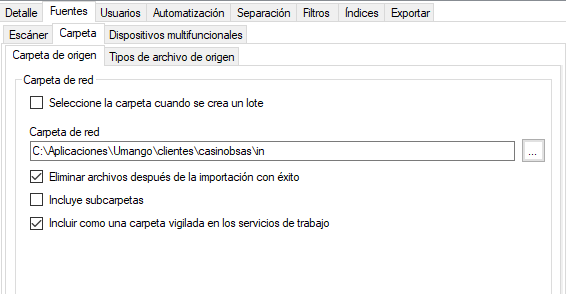 Detalle Fuentes Usuarios Automatización Separación Filtros Índices Exportar
Escáner Carpeta Dispositivos multifuncionales
Carpeta de origen Tipos de archivo de origen
Carpeta de red
Seleccione la carpeta cuando se crea un lote
Carpeta de red
C:\Aplicaciones\Umango\clientes\casinobsas\in ...
Eliminar archivos después de la importación con éxito
Incluye subcarpetas
Incluir como una carpeta vigilada en los servicios de trabajo